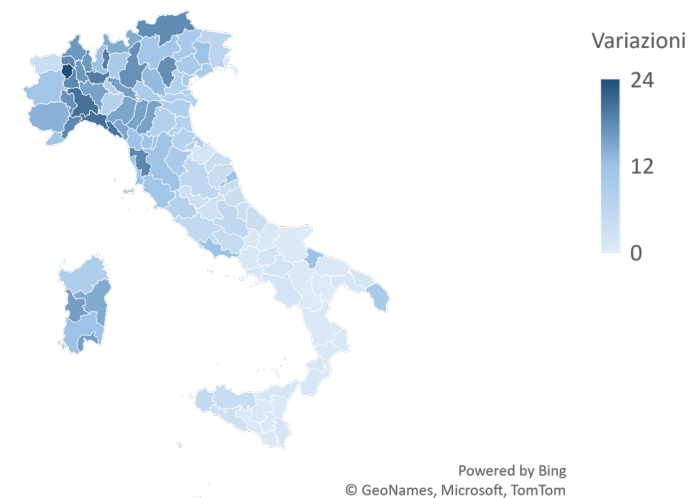 Variazioni
24
12
0
Powered by Bing
© GeoNames, Microsoft, TomTom